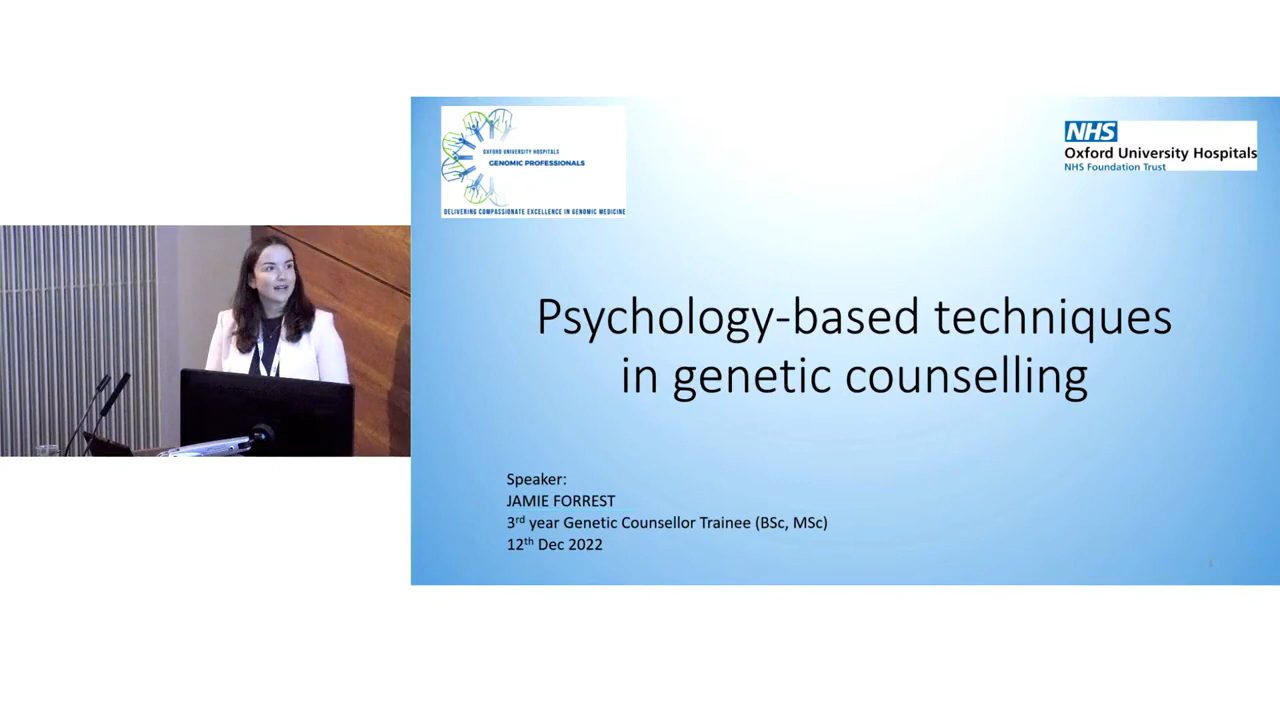 OXFORD UNIVERSITY HOSPITALS
GENOMIC PROFESSIONALS
DELIVERING COMPASSIONATE EXCELLENCE IN GENOMIC MEDICINE
NHS
Oxford University Hospitals
NHS Foundation Trust
Psychology-based techniques
in genetic counselling
Speaker:
JAMIE FORREST
3rd year Genetic Counsellor Trainee (BSc, MSc)
12th Dec 2022